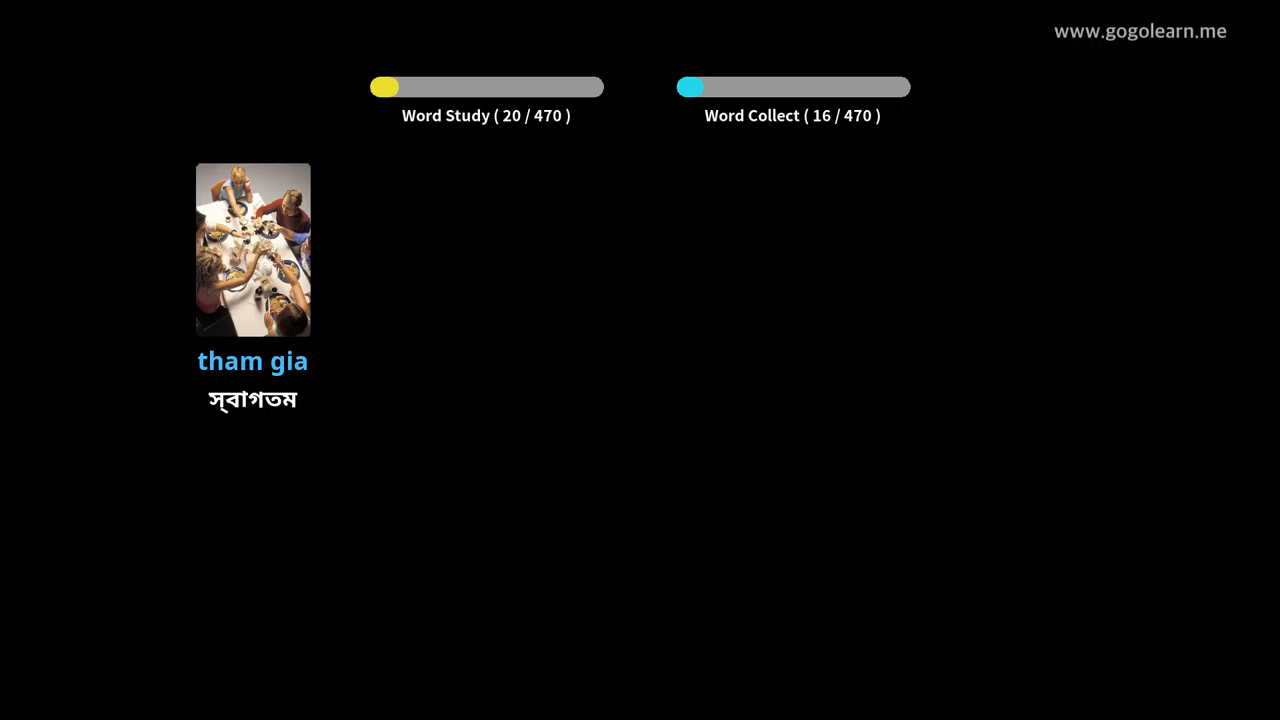 www.gogolearn.me
Word Study ( 20 / 470 )
Word Collect ( 16 / 470 )
tham gia
স্বাগতম